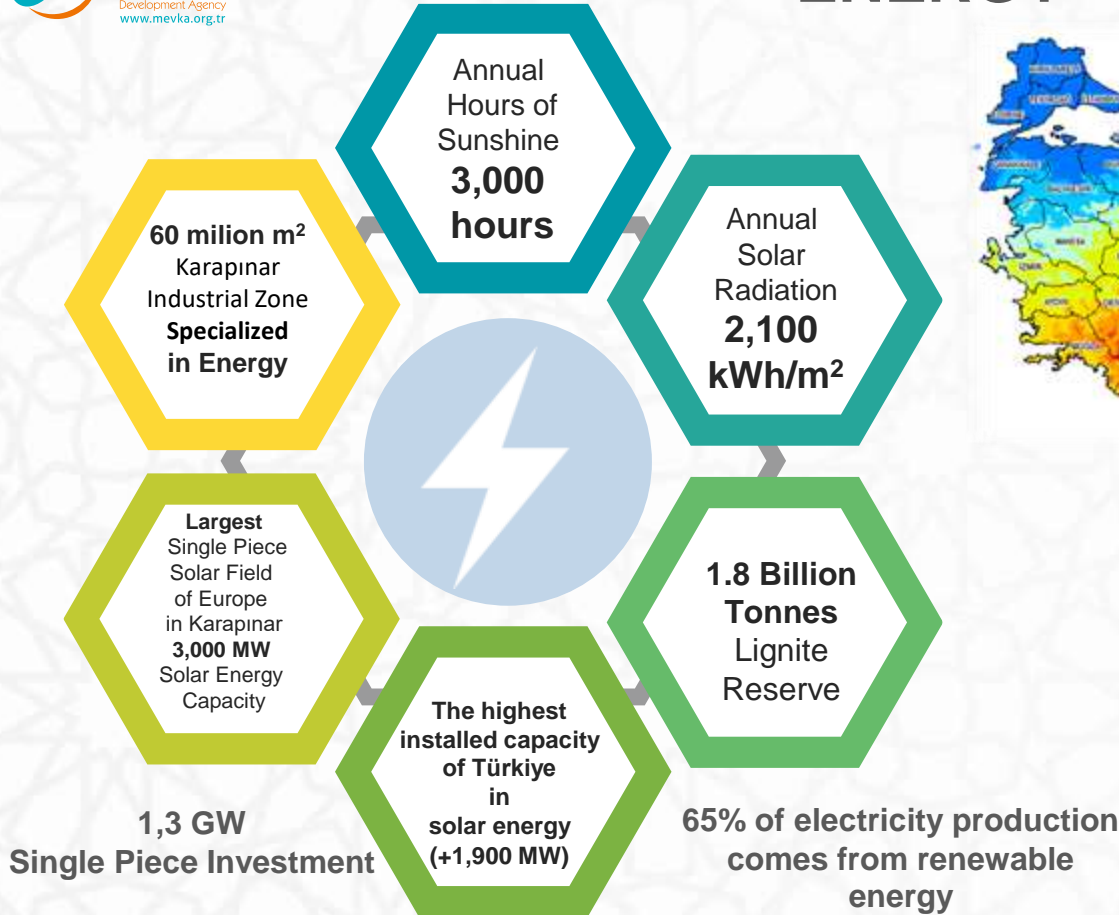 Development Agency
www.mevka.org.tr
ENERGY
Annual
Hours of
Sunshine
3,000
hours
60 milion m²
Karapınar
Industrial Zone
Specialized
in Energy
Annual
Solar
Radiation
2,100
kWh/m²
Largest
Single Piece
Solar Field
of Europe
in Karapınar
3,000 MW
Solar Energy
Capacity
1.8 Billion
Tonnes
Lignite
Reserve
The highest
installed capacity
of Türkiye
in
solar energy
(+1,900 MW)
1,3 GW
Single Piece Investment
65% of electricity production
comes from renewable
energy